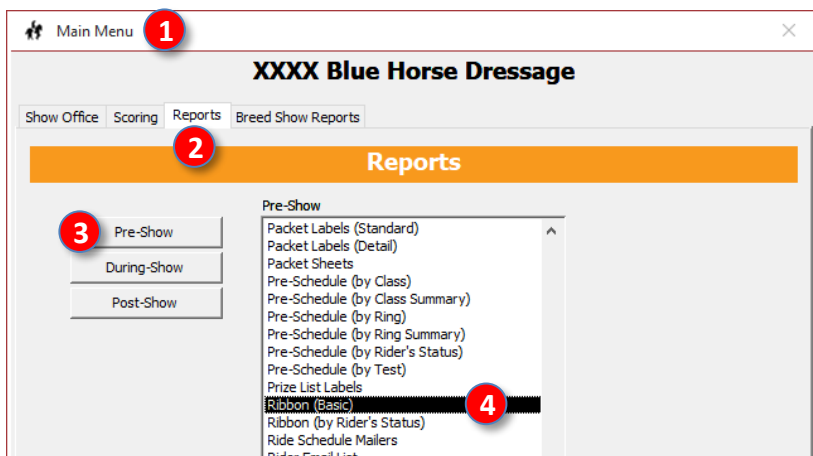 Main Menu 1
XXXX Blue Horse Dressage
Show Office Scoring Reports Breed Show Reports
2
Reports
Pre-Show
3 Pre-Show
During-Show
Post-Show
Packet Labels (Standard)
Packet Labels (Detail)
Packet Sheets
Pre-Schedule (by Class)
Pre-Schedule (by Class Summary)
Pre-Schedule (by Ring)
Pre-Schedule (by Ring Summary)
Pre-Schedule (by Rider's Status)
Pre-Schedule (by Test)
Prize List Labels
Ribbon (Basic) 4
Ribbon (by Rider's Status)
Ride Schedule Mailers
Rider Email List